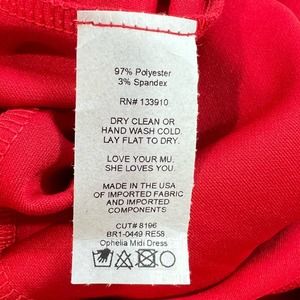 97% Polyester
3% Spandex
RN# 133910
DRY CLEAN OR
HAND WASH COLD.
LAY FLAT TO DRY.
LOVE YOUR MU.
SHE LOVES YOU.
MADE IN THE USA
OF IMPORTED FABRIC
AND IMPORTED
COMPONENTS
CUT# 8196
BR1-0449 RE58
Ophelia Midi Dress